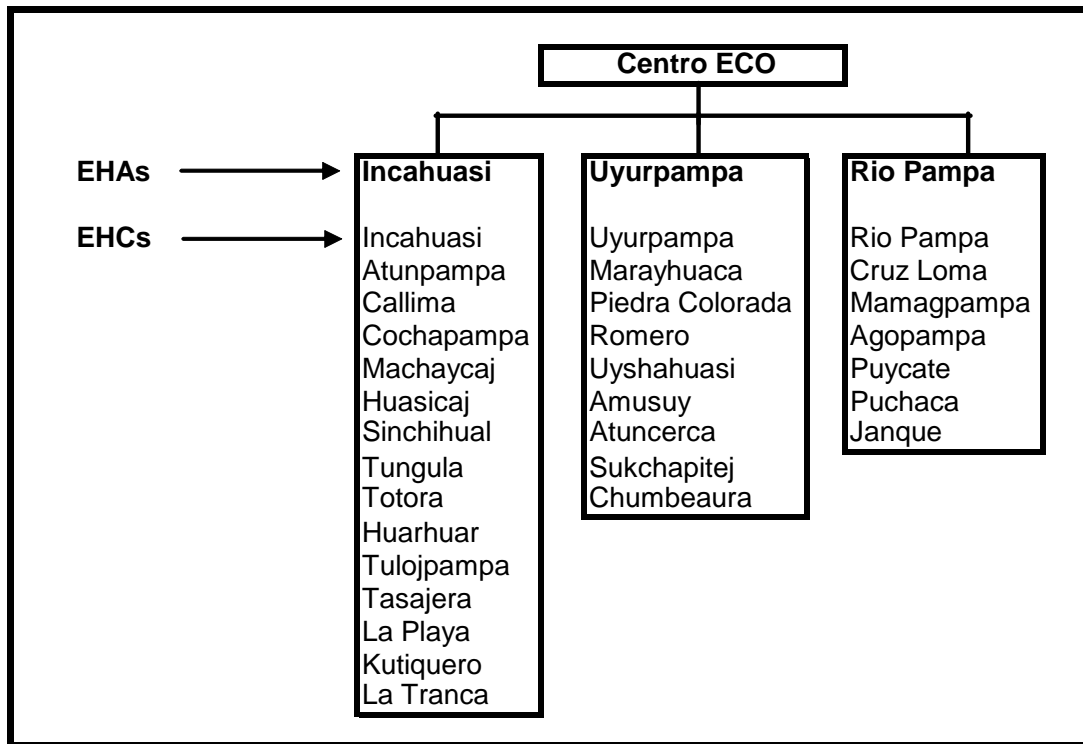 Centro ECO
EHAs
EHCs
Incahuasi
Incahuasi
Atunpampa
Callima
Cochapampa
Machaycaj
Huasicaj
Sinchihual
Tungula
Totora
Huarhuar
Tulojpampa
Tasajera
La Playa
Kutiquero
La Tranca
Uyurpampa
Uyurpampa
Marayhuaca
Piedra Colorada
Romero
Uyshahuasi
Amusuy
Atuncerca
Sukchapitej
Chumbeaura
Rio Pampa
Rio Pampa
Cruz Loma
Mamagpampa
Agopampa
Puycate
Puchaca
Janque